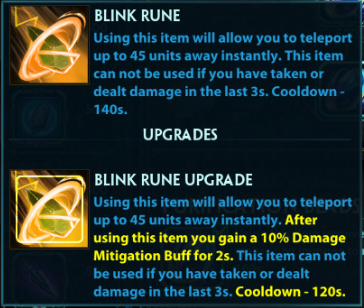 BLINK RUNE
Using this item will allow you to teleport
up to 45 units away instantly. This item
can not be used if you have taken or
dealt damage in the last 3s. Cooldown -
140s.
UPGRADES
BLINK RUNE UPGRADE
Using this item will allow you to teleport
up to 45 units away instantly. After
using this item you gain a 10% Damage
Mitigation Buff for 2s. This item can not
be used if you have taken or dealt
damage in the last 3s. Cooldown - 120s.